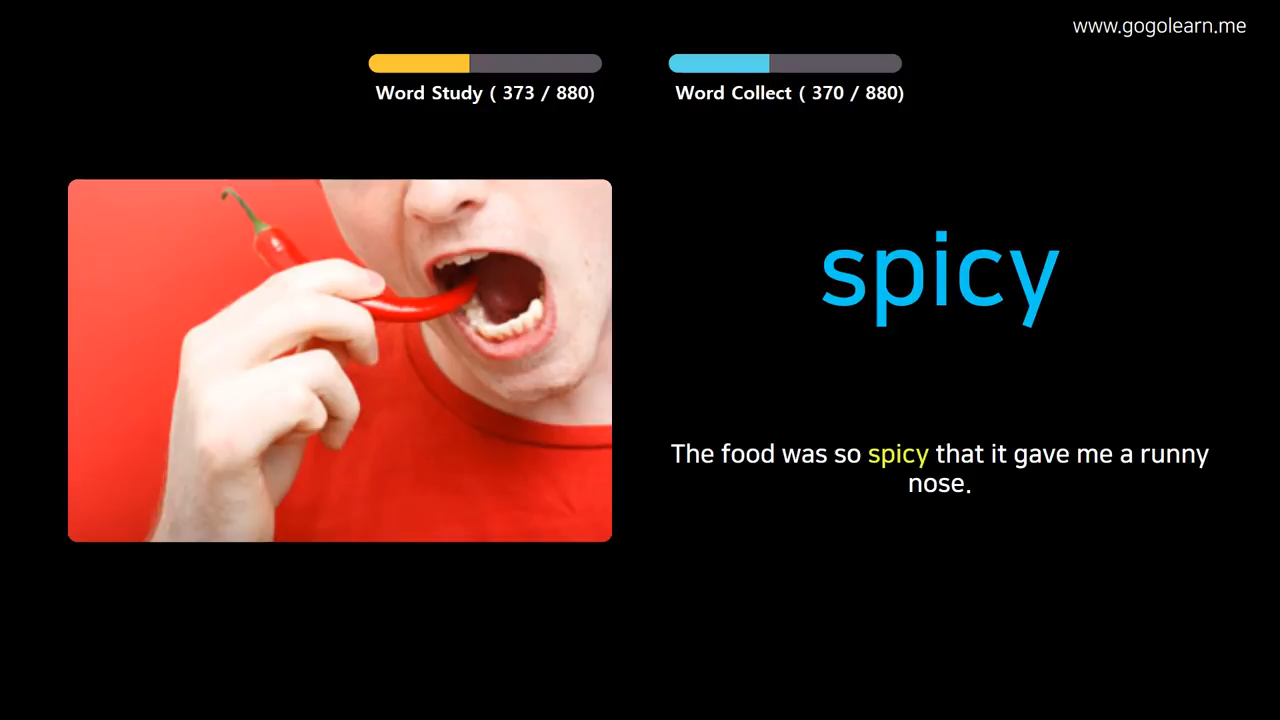 www.gogolearn.me
Word Study ( 373 / 880)
Word Collect ( 370 / 880)
spicy
The food was so spicy that it gave me a runny
nose.